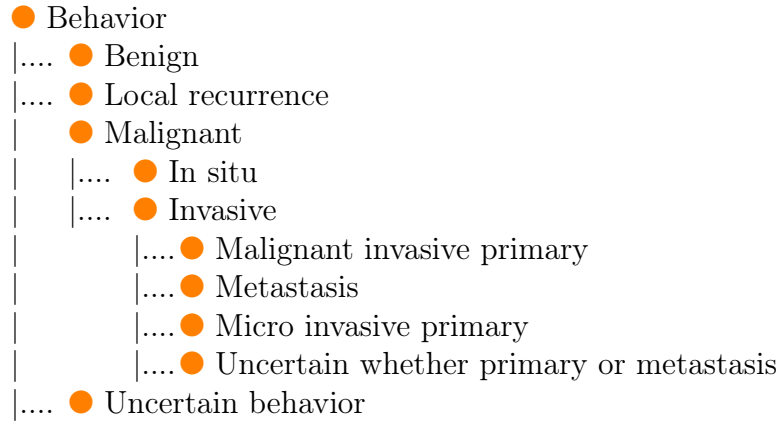 Behavior
|.... Benign
|.... Local recurrence
| Malignant
| |.... In situ
| |.... Invasive
| |.... Malignant invasive primary
| |.... Metastasis
| |.... Micro invasive primary
| |.... Uncertain whether primary or metastasis
|.... Uncertain behavior